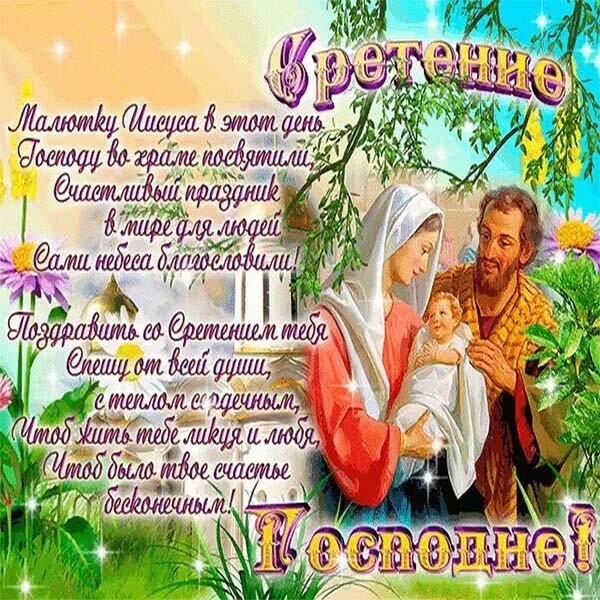 Сретение
Малютку Иисуса в этот день
Господу во храме посвятили,
Счастливый праздник
в мире для людей
Сами небеса благословили!
Поздравить со Сретением тебя
Спешу от всей души,
с теплом сердечным,
Чтоб жить тебе ликуя и любя,
Чтоб было твое счастье
бесконечным!
Господне!